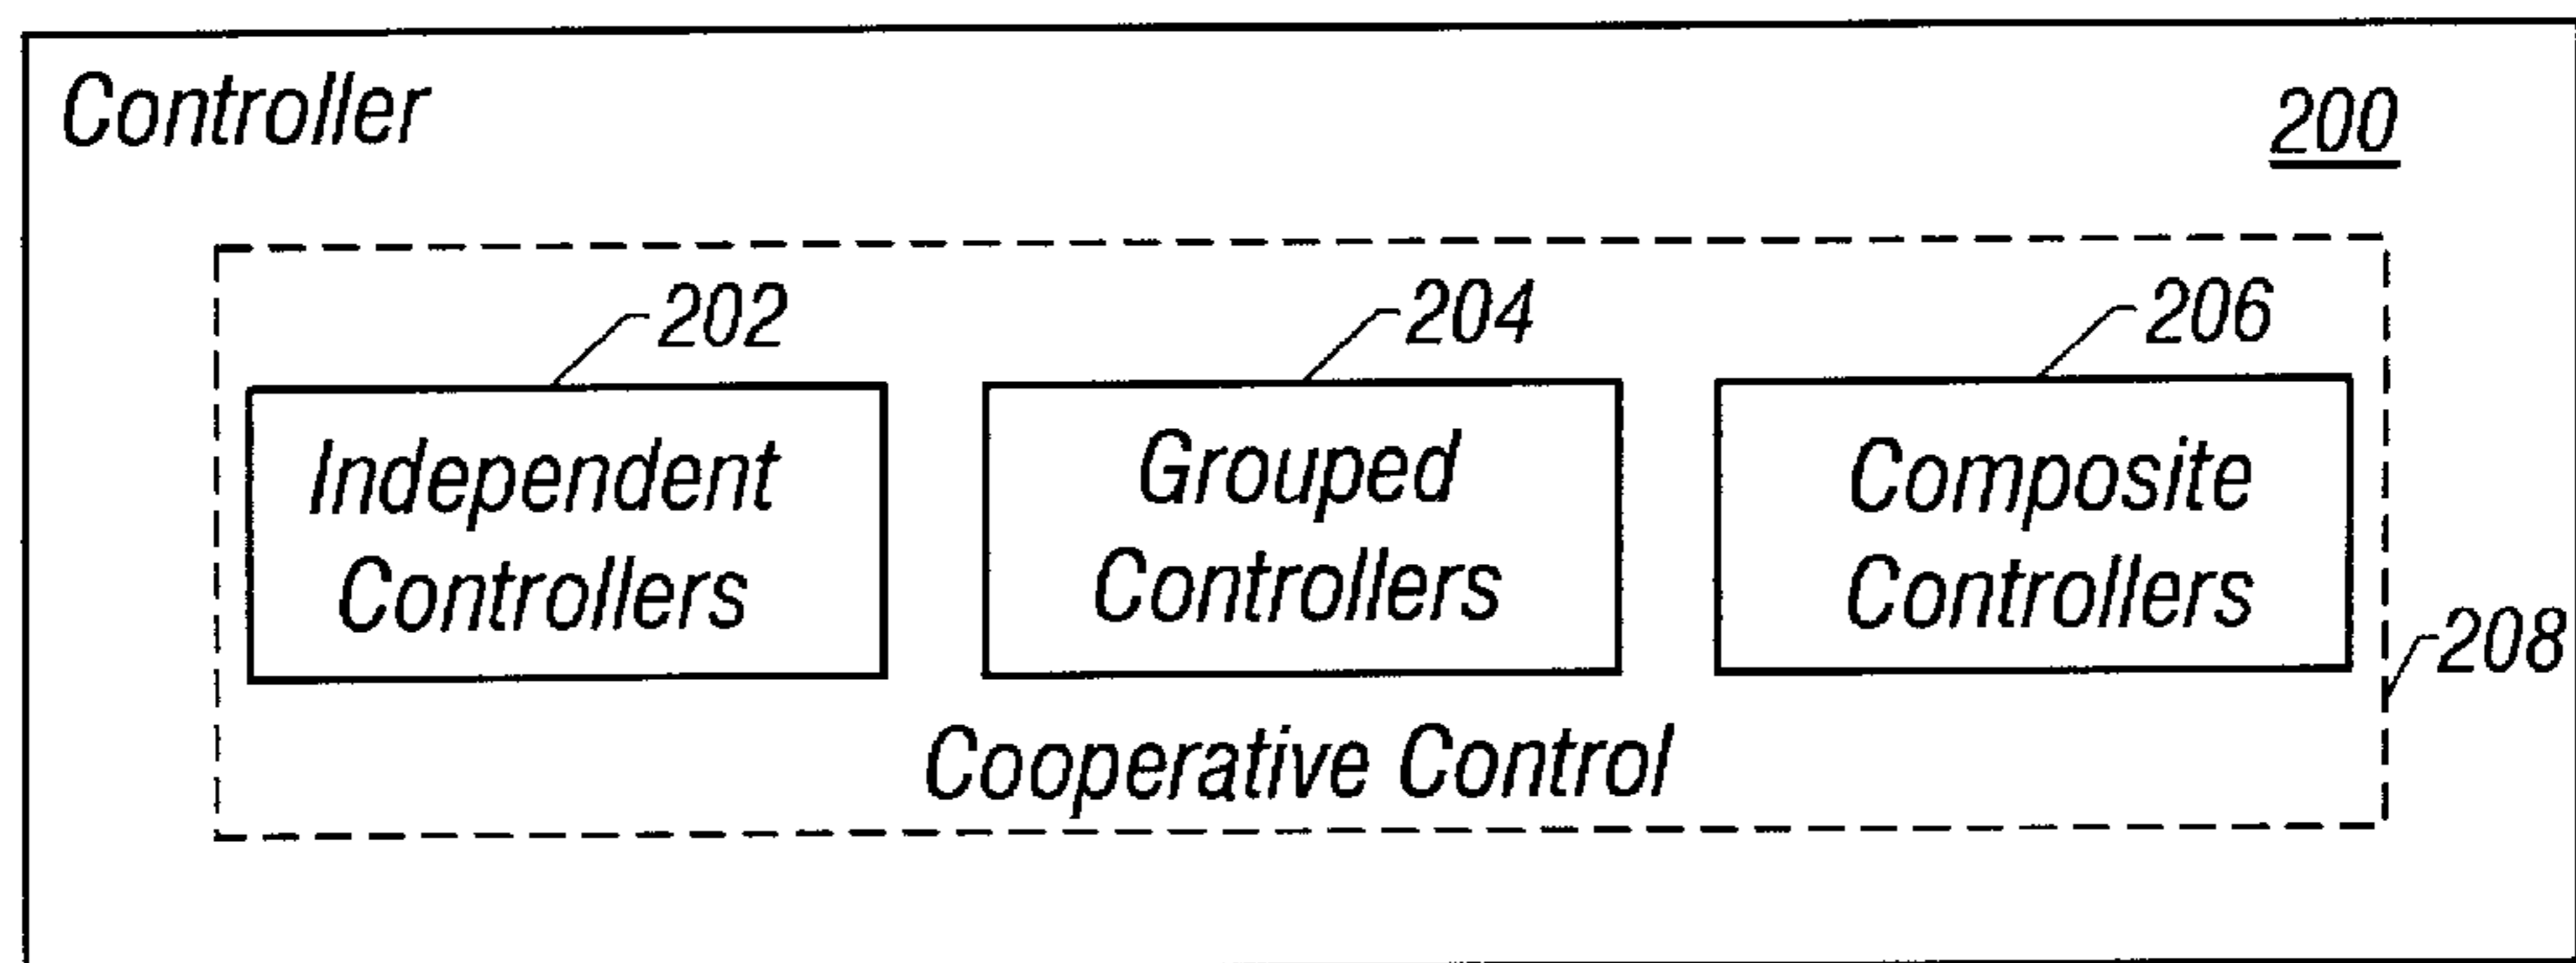 Controller
200
202
204
206
Independent
Controllers
Grouped
Controllers
Composite
Controllers
208
Cooperative Control